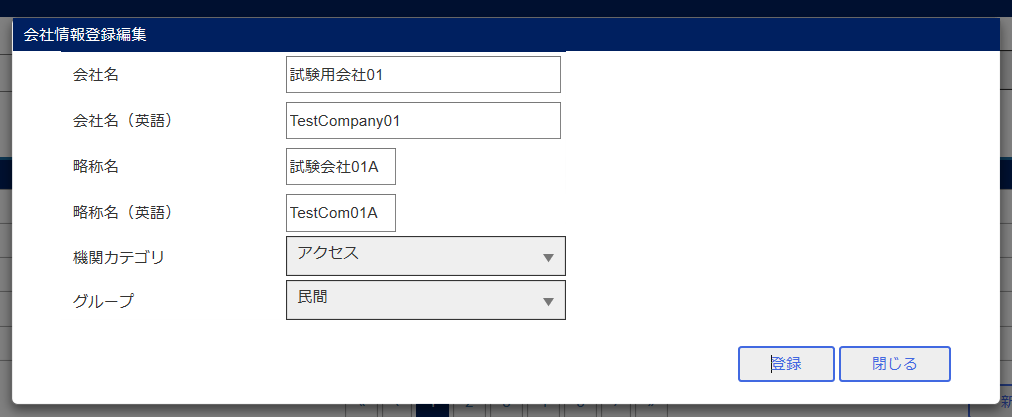 会社情報登録編集
会社名 試験用会社01
会社名（英語） TestCompany01
略称名 試験会社01A
略称名（英語） TestCom01A
機関カテゴリ アクセス
グループ 民間
登録 閉じる